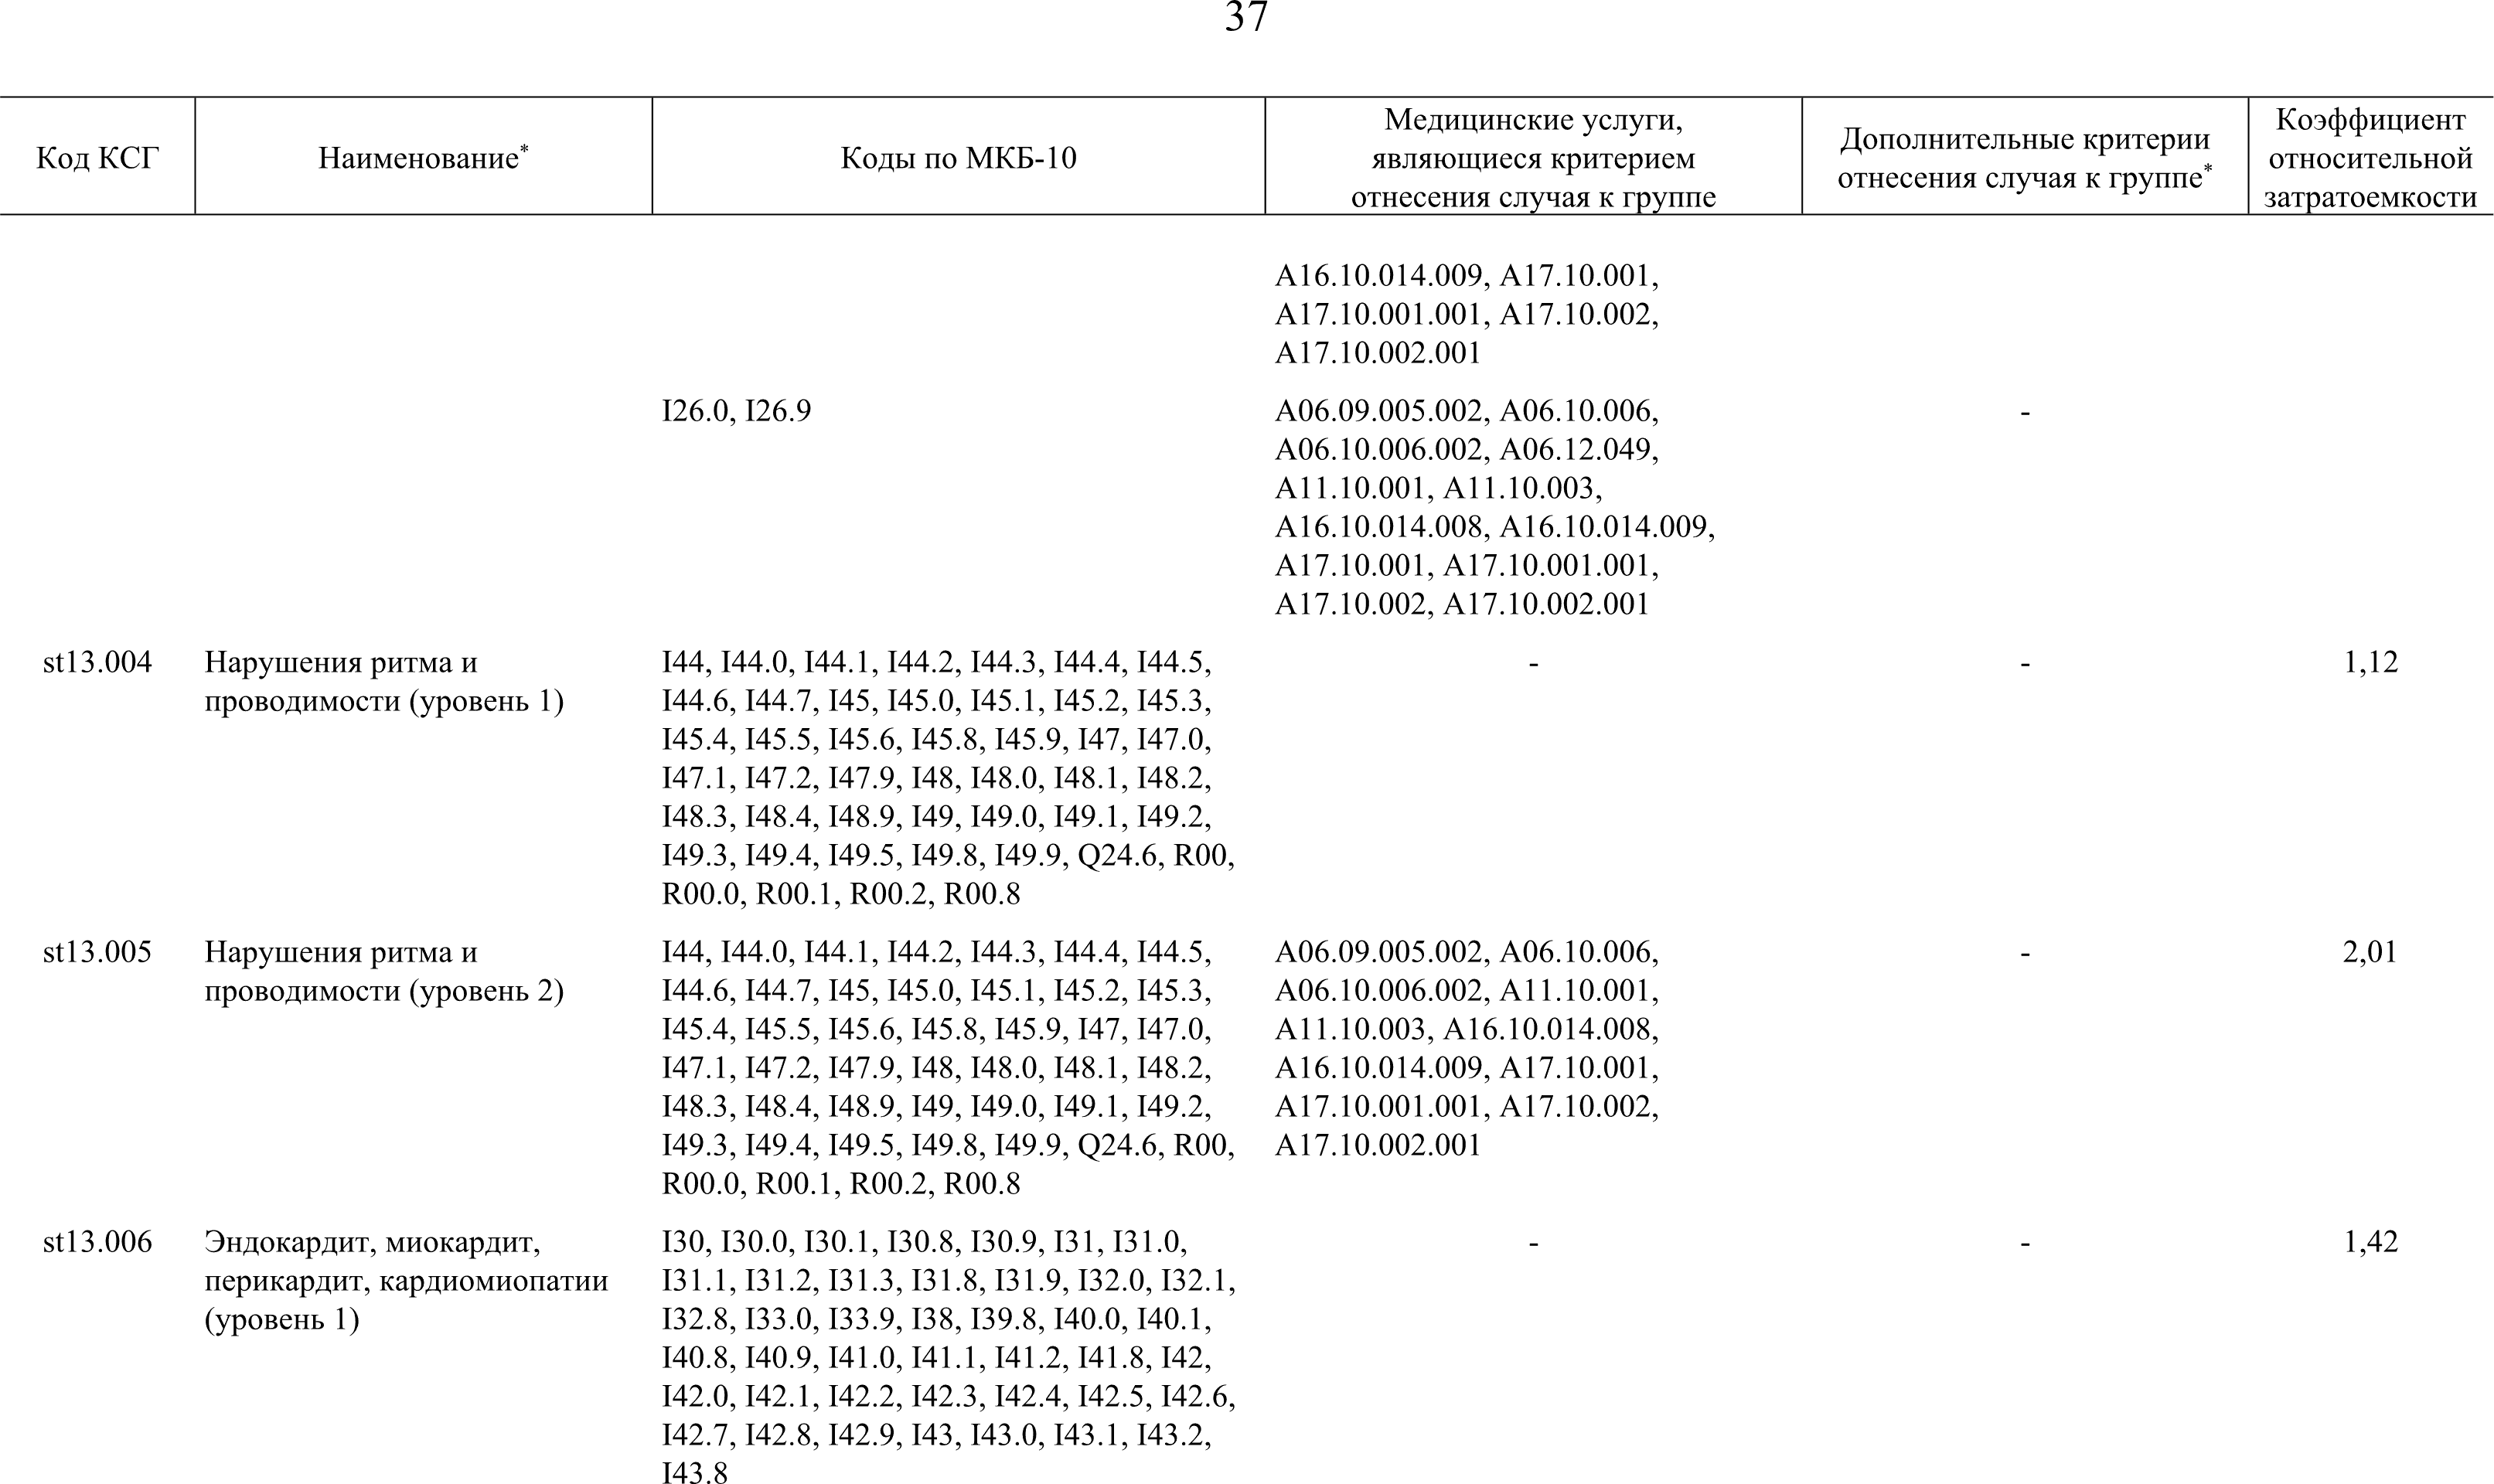 37
Код КСГ
Наименование*
Коды по МКБ-10
Медицинские услуги,
являющиеся критерием
отнесения случая к группе
Дополнительные критерии
отнесения случая к группе*
Коэффициент
относительной
затратоемкости
A16.10.014.009, A17.10.001,
A17.10.001.001, A17.10.002,
A17.10.002.001
I26.0, I26.9
A06.09.005.002, A06.10.006,
A06.10.006.002, A06.12.049,
A11.10.001, A11.10.003,
A16.10.014.008, A16.10.014.009,
A17.10.001, A17.10.001.001,
A17.10.002, A17.10.002.001
-
st13.004
Нарушения ритма и
проводимости (уровень 1)
I44, I44.0, I44.1, I44.2, I44.3, I44.4, I44.5,
I44.6, I44.7, I45, I45.0, I45.1, I45.2, I45.3,
I45.4, I45.5, I45.6, I45.8, I45.9, I47, I47.0,
I47.1, I47.2, I47.9, I48, I48.0, I48.1, I48.2,
I48.3, I48.4, I48.9, I49, I49.0, I49.1, I49.2,
I49.3, I49.4, I49.5, I49.8, I49.9, Q24.6, R00,
R00.0, R00.1, R00.2, R00.8
-
-
1,12
st13.005
Нарушения ритма и
проводимости (уровень 2)
I44, I44.0, I44.1, I44.2, I44.3, I44.4, I44.5,
I44.6, I44.7, I45, I45.0, I45.1, I45.2, I45.3,
I45.4, I45.5, I45.6, I45.8, I45.9, I47, I47.0,
I47.1, I47.2, I47.9, I48, I48.0, I48.1, I48.2,
I48.3, I48.4, I48.9, I49, I49.0, I49.1, I49.2,
I49.3, I49.4, I49.5, I49.8, I49.9, Q24.6, R00,
R00.0, R00.1, R00.2, R00.8
A06.09.005.002, A06.10.006,
A06.10.006.002, A11.10.001,
A11.10.003, A16.10.014.008,
A16.10.014.009, A17.10.001,
A17.10.001.001, A17.10.002,
A17.10.002.001
-
2,01
st13.006
Эндокардит, миокардит,
перикардит, кардиомиопатии
(уровень 1)
I30, I30.0, I30.1, I30.8, I30.9, I31, I31.0,
I31.1, I31.2, I31.3, I31.8, I31.9, I32.0, I32.1,
I32.8, I33.0, I33.9, I38, I39.8, I40.0, I40.1,
I40.8, I40.9, I41.0, I41.1, I41.2, I41.8, I42,
I42.0, I42.1, I42.2, I42.3, I42.4, I42.5, I42.6,
I42.7, I42.8, I42.9, I43, I43.0, I43.1, I43.2,
I43.8
-
-
1,42